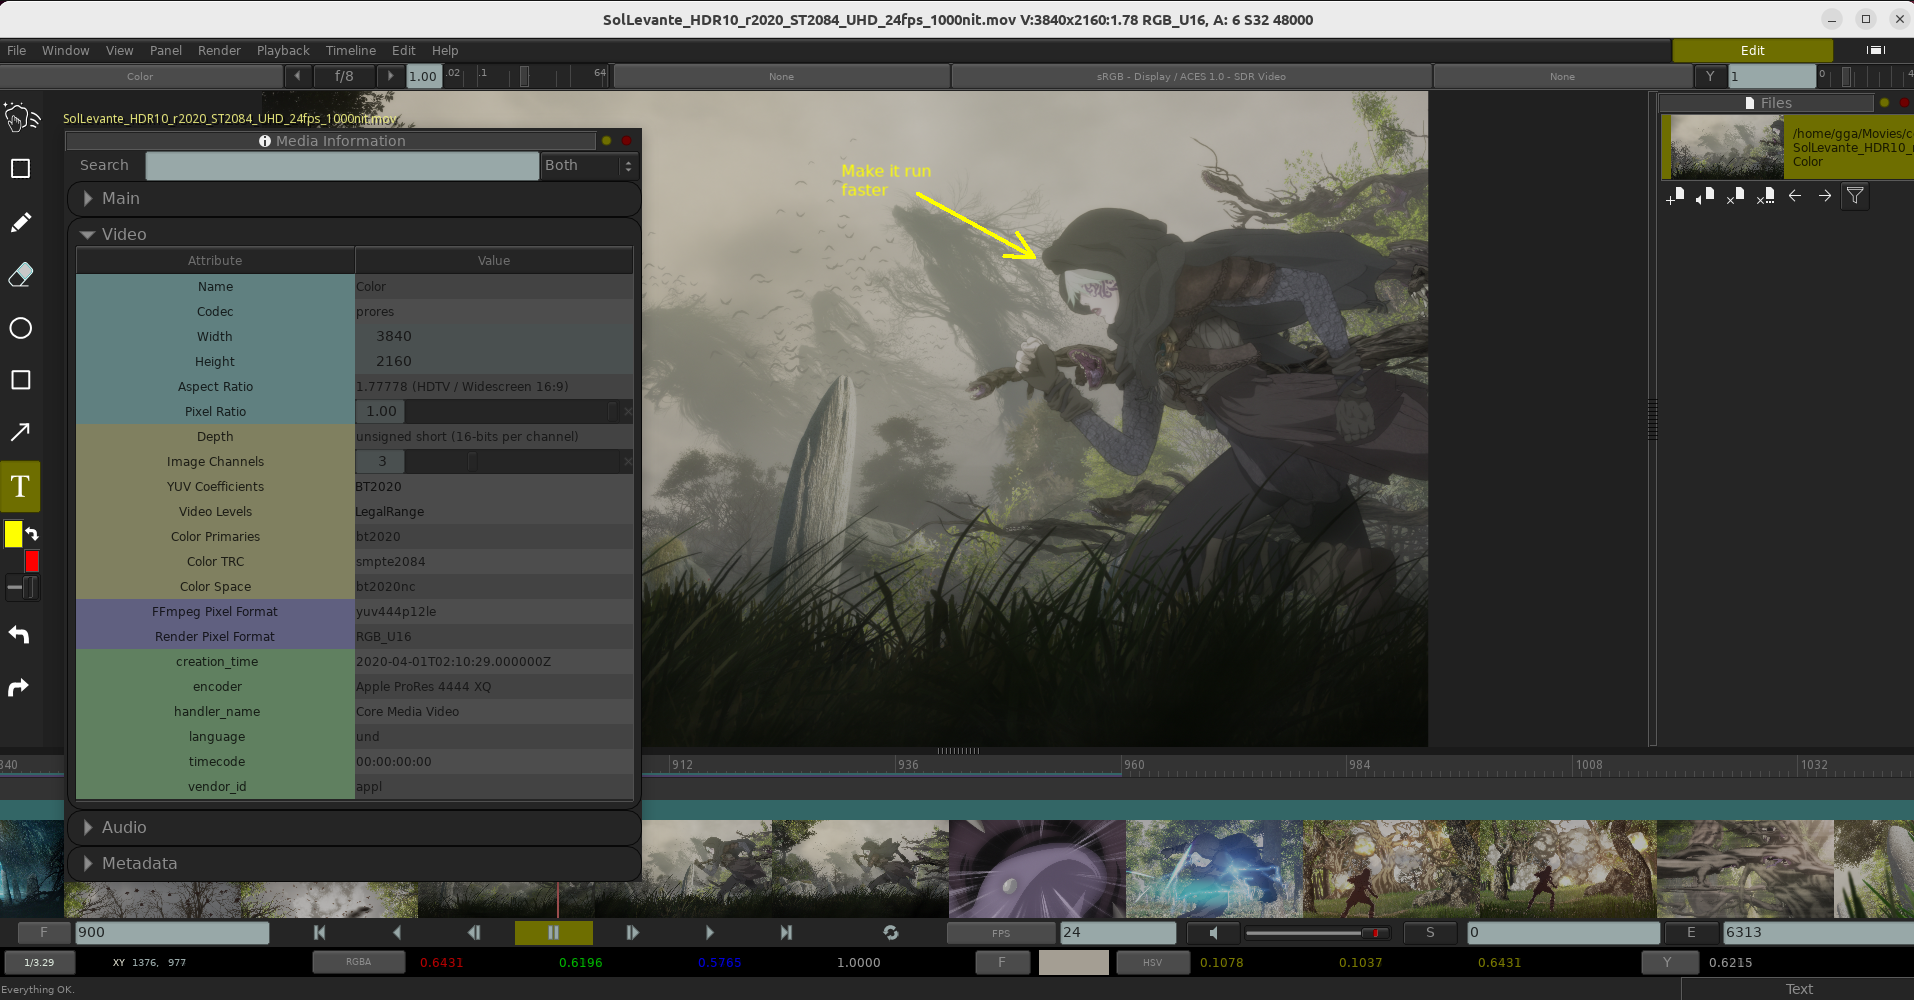 SolLevante_HDR10_r2020_ST2084_UHD_24fps_1000nit.mov V:3840x2160:1.78 RGB_U16, A: 6 S32 48000
File Window View Panel Render Playback Timeline Edit Help
Edit
Color f/8 1.00 .02 .1 64 None sRGB - Display / ACES 1.0 - SDR Video None Y 1 0 4
SolLevante_HDR10_r2020_ST2084_UHD_24fps_1000nit.mov
Files
/home/gga/Movies/c
SolLevante_HDR10_
Color
Media Information
Search Both
Main
Video
Attribute Value
Name Color
Codec prores
Width 3840
Height 2160
Aspect Ratio 1.77778 (HDTV / Widescreen 16:9)
Pixel Ratio 1.00
Depth unsigned short (16-bits per channel)
Image Channels 3
YUV Coefficients BT2020
Video Levels LegalRange
Color Primaries bt2020
Color TRC smpte2084
Color Space bt2020nc
FFmpeg Pixel Format yuv444p12le
Render Pixel Format RGB_U16
creation_time 2020-04-01T02:10:29.000000Z
encoder Apple ProRes 4444 XQ
handler_name Core Media Video
language und
timecode 00:00:00:00
vendor_id appl
Audio
Metadata
Make it run
faster
T
840 912 936 960 984 1008 1032
F 900 FPS 24 S 0 E 6313
1/3.29 XY 1376, 977 RGBA 0.6431 0.6196 0.5765 1.0000 F HSV 0.1078 0.1037 0.6431 Y 0.6215
Everything OK.
Text